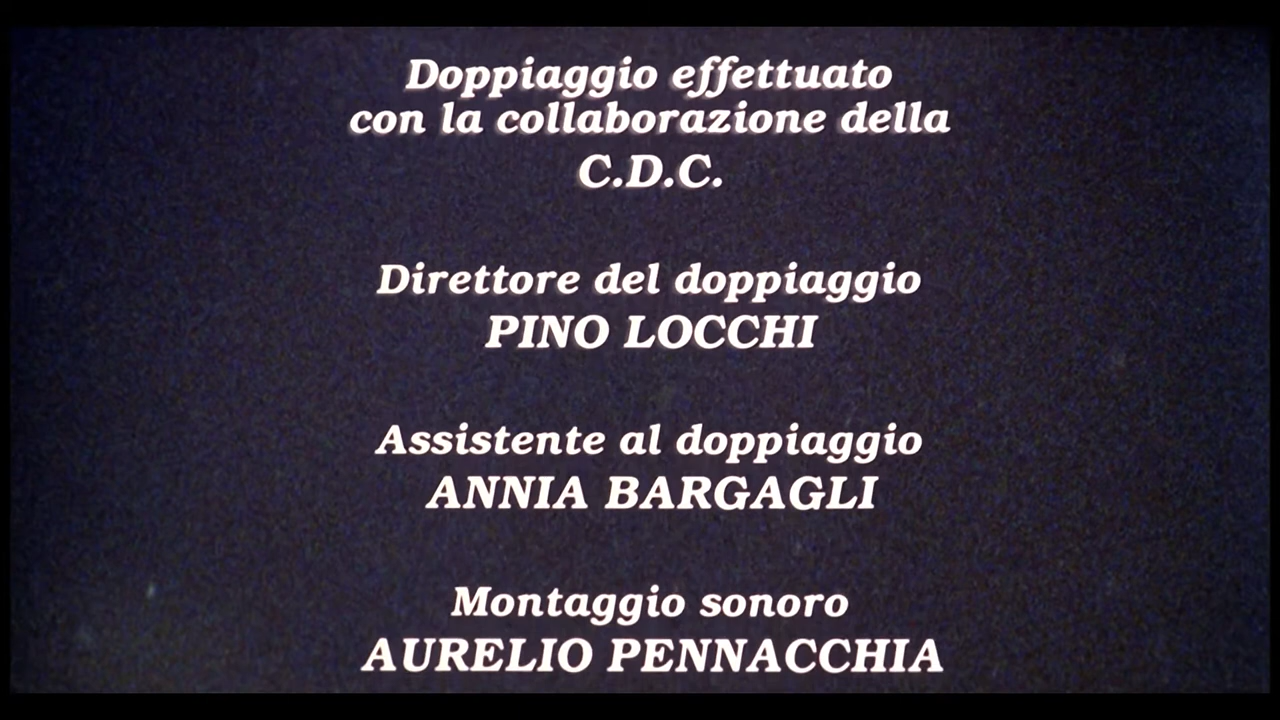 Doppiaggio effettuato
con la collaborazione della
C.D.C.
Direttore del doppiaggio
PINO LOCCHI
Assistente al doppiaggio
ANNIA BARGAGLI
Montaggio sonoro
AURELIO PENNACCHIA